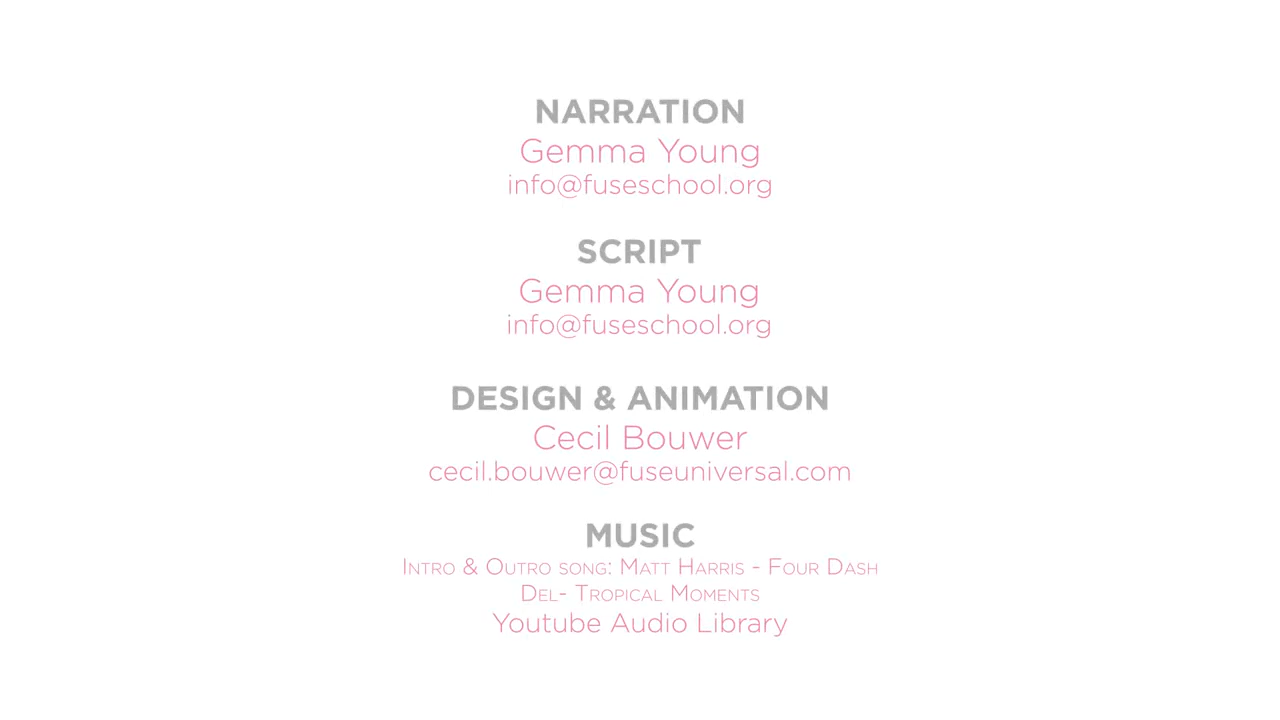 NARRATION
Gemma Young
info@fuseschool.org
SCRIPT
Gemma Young
info@fuseschool.org
DESIGN & ANIMATION
Cecil Bouwer
cecil.bouwer@fuseuniversal.com
MUSIC
Intro & Outro song: Matt Harris - Four Dash
Del- Tropical Moments
Youtube Audio Library